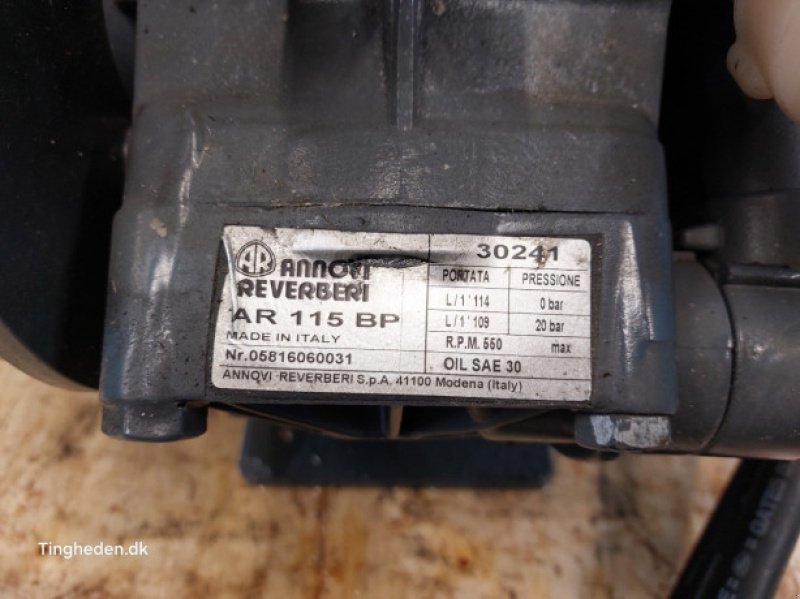 AR ANNOVI
REVERBERI
AR 115 BP
MADE IN ITALY
Nr.05816060031
30241
PORTATA PRESSIONE
L/1' 114 0 bar
L/1' 109 20 bar
R.P.M. 550 max
OIL SAE 30
ANNOVI REVERBERI S.p.A. 41100 Modena (Italy)
Tingheden.dk